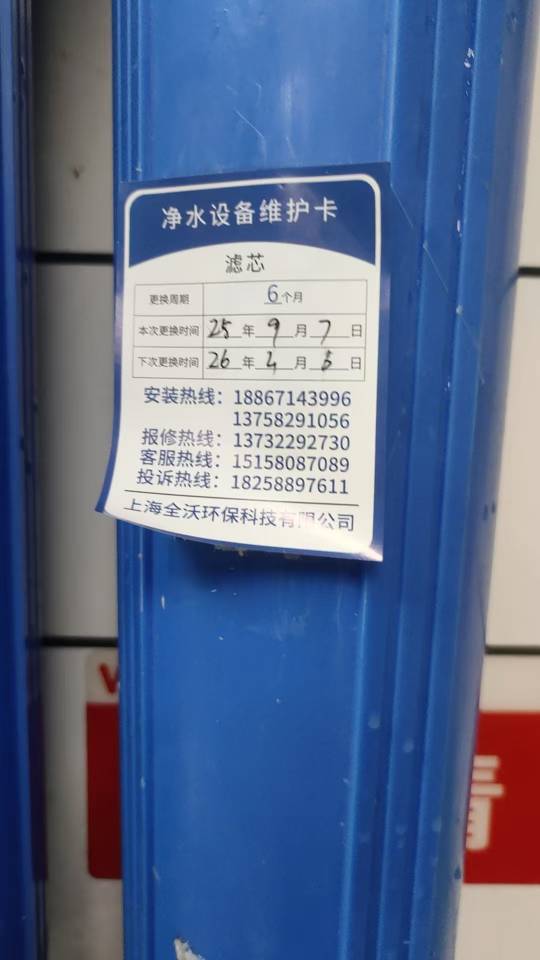 净水设备维护卡
滤芯
更换周期 6个月
本次更换时间 25年9月7日
下次更换时间 26年月日
安装热线：18867143996
13758291056
报修热线：13732292730
客服热线：15158087089
投诉热线：18258897611
上海全沃环保科技有限公司